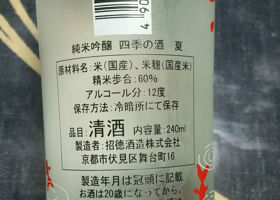 490
純米吟醸 四季の酒 夏
原材料名：米（国産）、米麹（国産米）
精米歩合：60%
アルコール分：12度
保存方法：冷暗所にて保存
品目：清酒 内容量：240ml
製造者：招德酒造株式会社
京都市伏見区舞台町16
製造年月は冠頭に記載
お酒は20歳になってから。